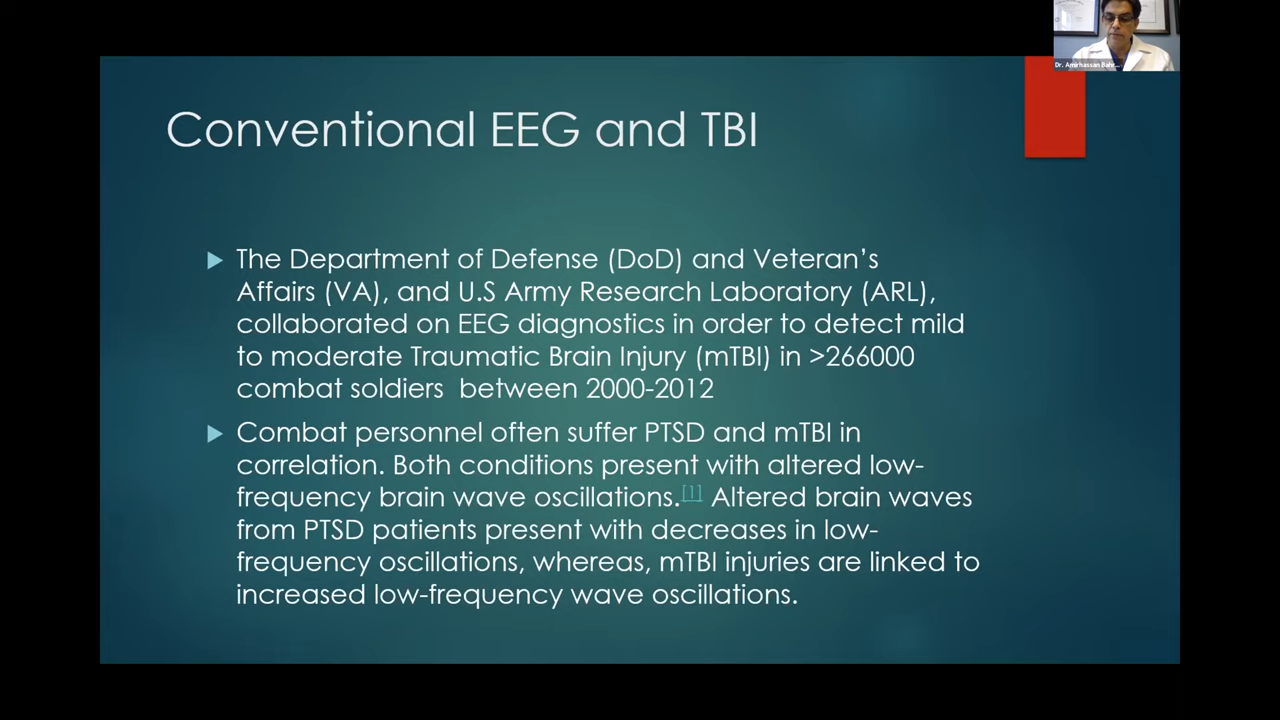 Dr. Amirhassan Bahr...
Conventional EEG and TBI
The Department of Defense (DoD) and Veteran’s
Affairs (VA), and U.S Army Research Laboratory (ARL),
collaborated on EEG diagnostics in order to detect mild
to moderate Traumatic Brain Injury (mTBI) in >266000
combat soldiers between 2000-2012
Combat personnel often suffer PTSD and mTBI in
correlation. Both conditions present with altered low-
frequency brain wave oscillations.[1] Altered brain waves
from PTSD patients present with decreases in low-
frequency oscillations, whereas, mTBI injuries are linked to
increased low-frequency wave oscillations.